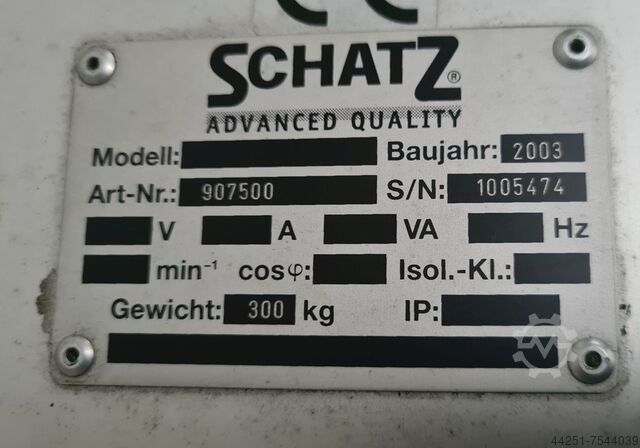 CE
SCHATZ®
ADVANCED QUALITY
Modell: Baujahr: 2003
Art-Nr.: 907500 S/N: 1005474
V A VA Hz
min⁻¹ cosφ: Isol.-Kl.:
Gewicht: 300 kg IP:
44251-7544039